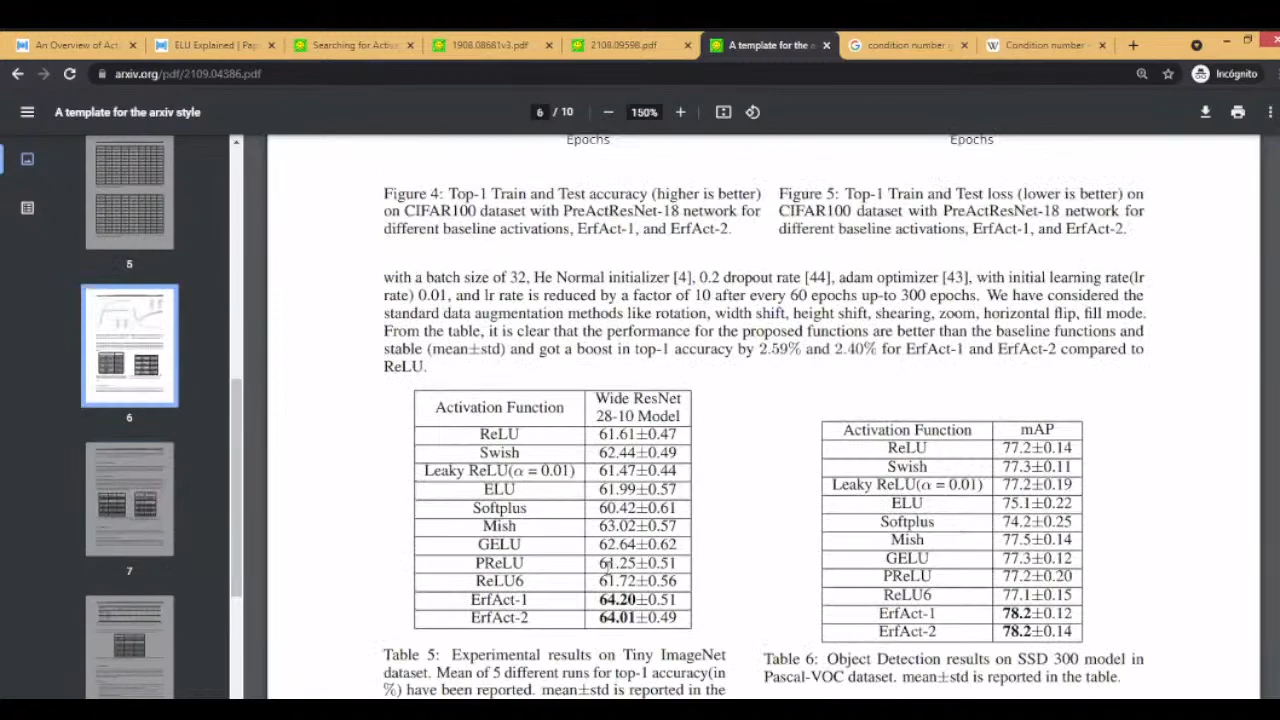 An Overview of Act
ELU Explained | Pap
Searching for Activa
1908.08681v3.pdf
2108.09598.pdf
A template for the a
condition number
Condition number -
arxiv.org/pdf/2109.04386.pdf
Incógnito
A template for the arxiv style
6 / 10
150%
5
6
7
Epochs
Epochs
Figure 4: Top-1 Train and Test accuracy (higher is better)
on CIFAR100 dataset with PreActResNet-18 network for
different baseline activations, ErfAct-1, and ErfAct-2.
Figure 5: Top-1 Train and Test loss (lower is better) on
CIFAR100 dataset with PreActResNet-18 network for
different baseline activations, ErfAct-1, and ErfAct-2.
with a batch size of 32, He Normal initializer [4], 0.2 dropout rate [44], adam optimizer [43], with initial learning rate(lr
rate) 0.01, and lr rate is reduced by a factor of 10 after every 60 epochs up-to 300 epochs. We have considered the
standard data augmentation methods like rotation, width shift, height shift, shearing, zoom, horizontal flip, fill mode.
From the table, it is clear that the performance for the proposed functions are better than the baseline functions and
stable (mean±std) and got a boost in top-1 accuracy by 2.59% and 2.40% for ErfAct-1 and ErfAct-2 compared to
ReLU.
Activation Function Wide ResNet
28-10 Model
ReLU 61.61±0.47
Swish 62.44±0.49
Leaky ReLU(α = 0.01) 61.47±0.44
ELU 61.99±0.57
Softplus 60.42±0.61
Mish 63.02±0.57
GELU 62.64±0.62
PReLU 61.25±0.51
ReLU6 61.72±0.56
ErfAct-1 64.20±0.51
ErfAct-2 64.01±0.49
Table 5: Experimental results on Tiny ImageNet
dataset. Mean of 5 different runs for top-1 accuracy(in
%) have been reported. mean±std is reported in the
Activation Function mAP
ReLU 77.2±0.14
Swish 77.3±0.11
Leaky ReLU(α = 0.01) 77.2±0.19
ELU 75.1±0.22
Softplus 74.2±0.25
Mish 77.5±0.14
GELU 77.3±0.12
PReLU 77.2±0.20
ReLU6 77.1±0.15
ErfAct-1 78.2±0.12
ErfAct-2 78.2±0.14
Table 6: Object Detection results on SSD 300 model in
Pascal-VOC dataset. mean±std is reported in the table.